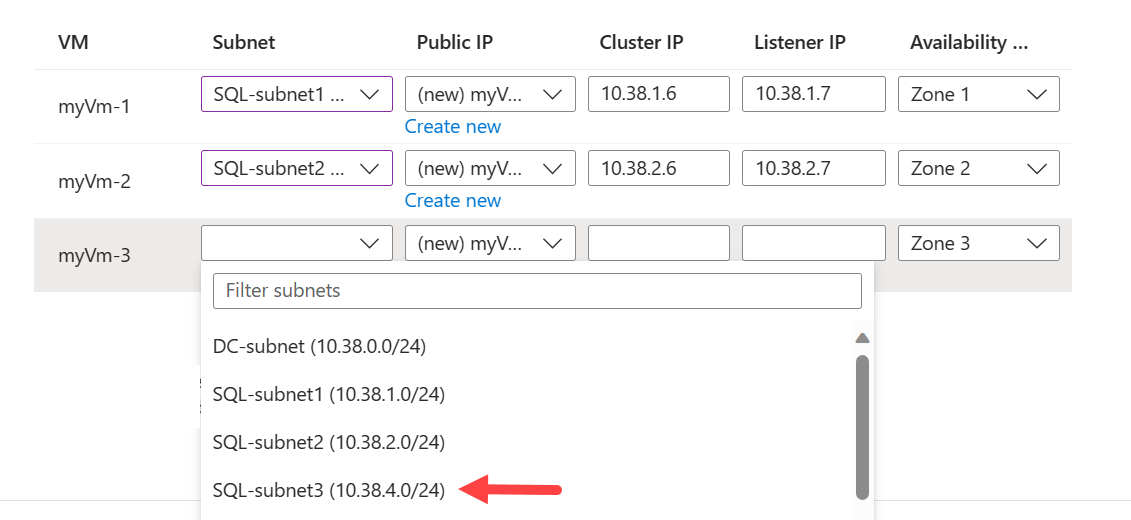 VM Subnet Public IP Cluster IP Listener IP Availability ...
myVm-1 SQL-subnet1 ... (new) myV... 10.38.1.6 10.38.1.7 Zone 1
Create new
myVm-2 SQL-subnet2 ... (new) myV... 10.38.2.6 10.38.2.7 Zone 2
Create new
myVm-3 (new) myV... Zone 3
Filter subnets
DC-subnet (10.38.0.0/24)
SQL-subnet1 (10.38.1.0/24)
SQL-subnet2 (10.38.2.0/24)
SQL-subnet3 (10.38.4.0/24)